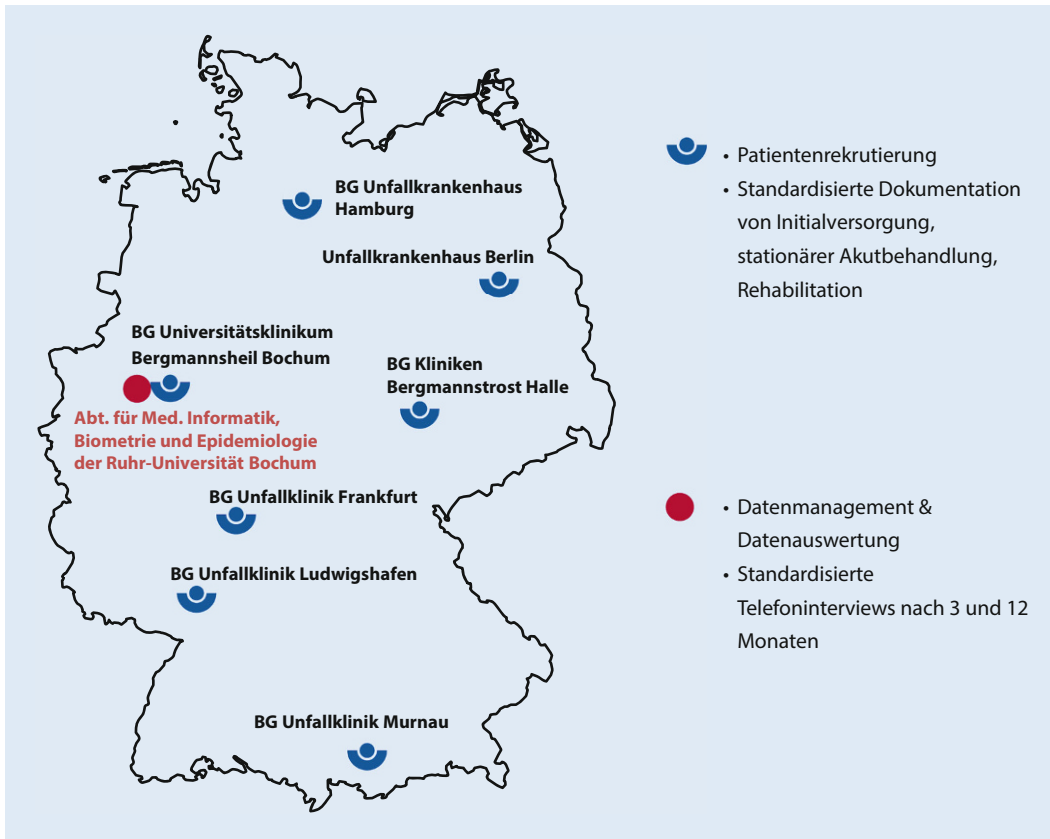 BG Unfallkrankenhaus
Hamburg
Unfallkrankenhaus Berlin
BG Universitätsklinikum
Bergmannsheil Bochum
BG Kliniken
Bergmannstrost Halle
Abt. für Med. Informatik,
Biometrie und Epidemiologie
der Ruhr-Universität Bochum
BG Unfallklinik Frankfurt
BG Unfallklinik Ludwigshafen
BG Unfallklinik Murnau
• Patientenrekrutierung
• Standardisierte Dokumentation
von Initialversorgung,
stationärer Akutbehandlung,
Rehabilitation
• Datenmanagement &
Datenauswertung
• Standardisierte
Telefoninterviews nach 3 und 12
Monaten